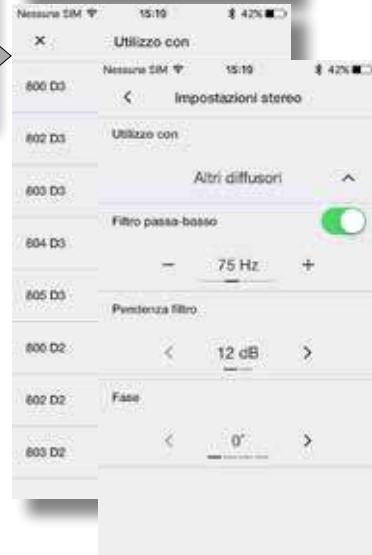 Nessuna SIM 15:19 42%
× Utilizzo con
800 D3
802 D3
603 D3
804 D3
805 D3
800 D2
802 D2
803 D2
Nessuna SIM 15:19 42%
< Impostazioni stereo
Utilizzo con
Altri diffusori
Filtro passa-basso
− 75 Hz +
Pendenza filtro
< 12 dB >
Fase
< 0° >